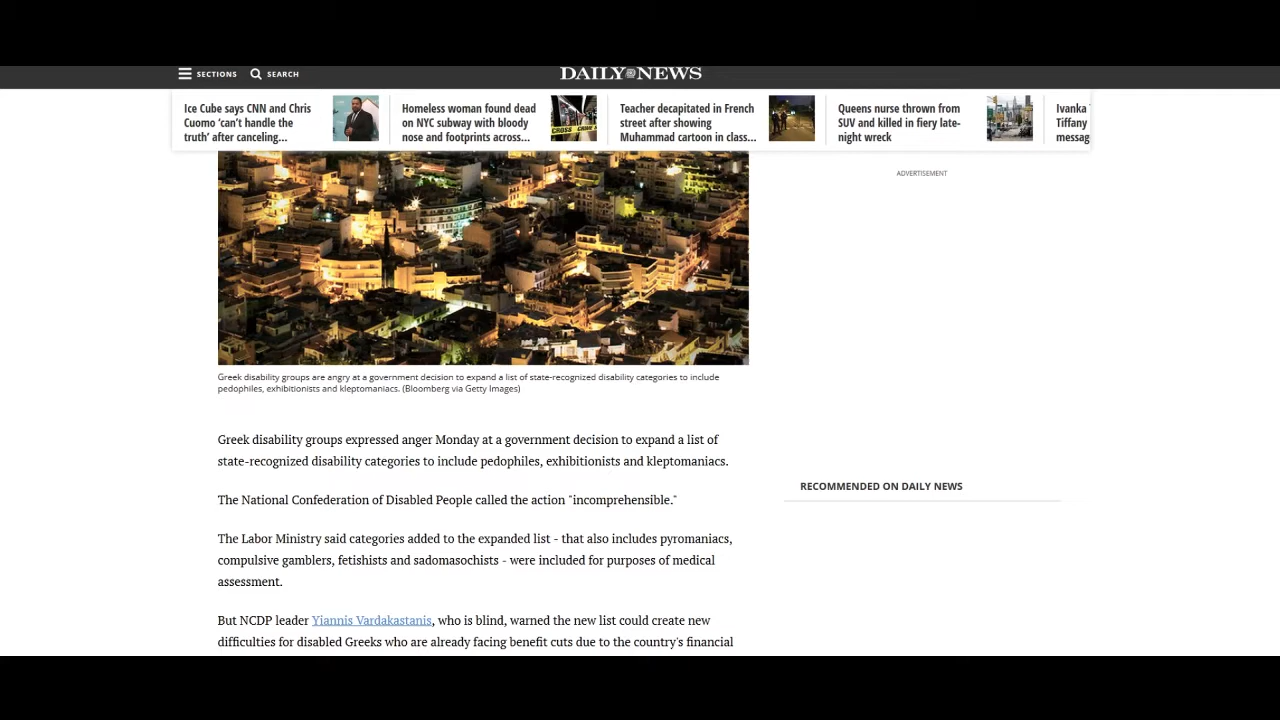 SECTIONS SEARCH DAILY NEWS
Ice Cube says CNN and Chris
Cuomo ‘can’t handle the
truth’ after canceling...
Homeless woman found dead
on NYC subway with bloody
nose and footprints across...
Teacher decapitated in French
street after showing
Muhammad cartoon in class...
Queens nurse thrown from
SUV and killed in fiery late-
night wreck
Ivanka
Tiffany
messag
ADVERTISEMENT
Greek disability groups are angry at a government decision to expand a list of state-recognized disability categories to include
pedophiles, exhibitionists and kleptomaniacs. (Bloomberg via Getty Images)
Greek disability groups expressed anger Monday at a government decision to expand a list of
state-recognized disability categories to include pedophiles, exhibitionists and kleptomaniacs.
RECOMMENDED ON DAILY NEWS
The National Confederation of Disabled People called the action "incomprehensible."
The Labor Ministry said categories added to the expanded list - that also includes pyromaniacs,
compulsive gamblers, fetishists and sadomasochists - were included for purposes of medical
assessment.
But NCDP leader Yiannis Vardakastanis, who is blind, warned the new list could create new
difficulties for disabled Greeks who are already facing benefit cuts due to the country's financial